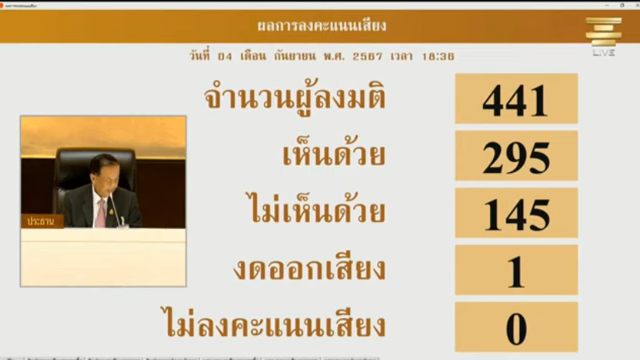 ผลการลงคะแนนเสียง
LIVE
วันที่ 04 เดือน กันยายน พ.ศ. 2567 เวลา 18:36
จำนวนผู้ลงมติ 441
เห็นด้วย 295
ไม่เห็นด้วย 145
ประธาน
งดออกเสียง 1
ไม่ลงคะแนนเสียง 0